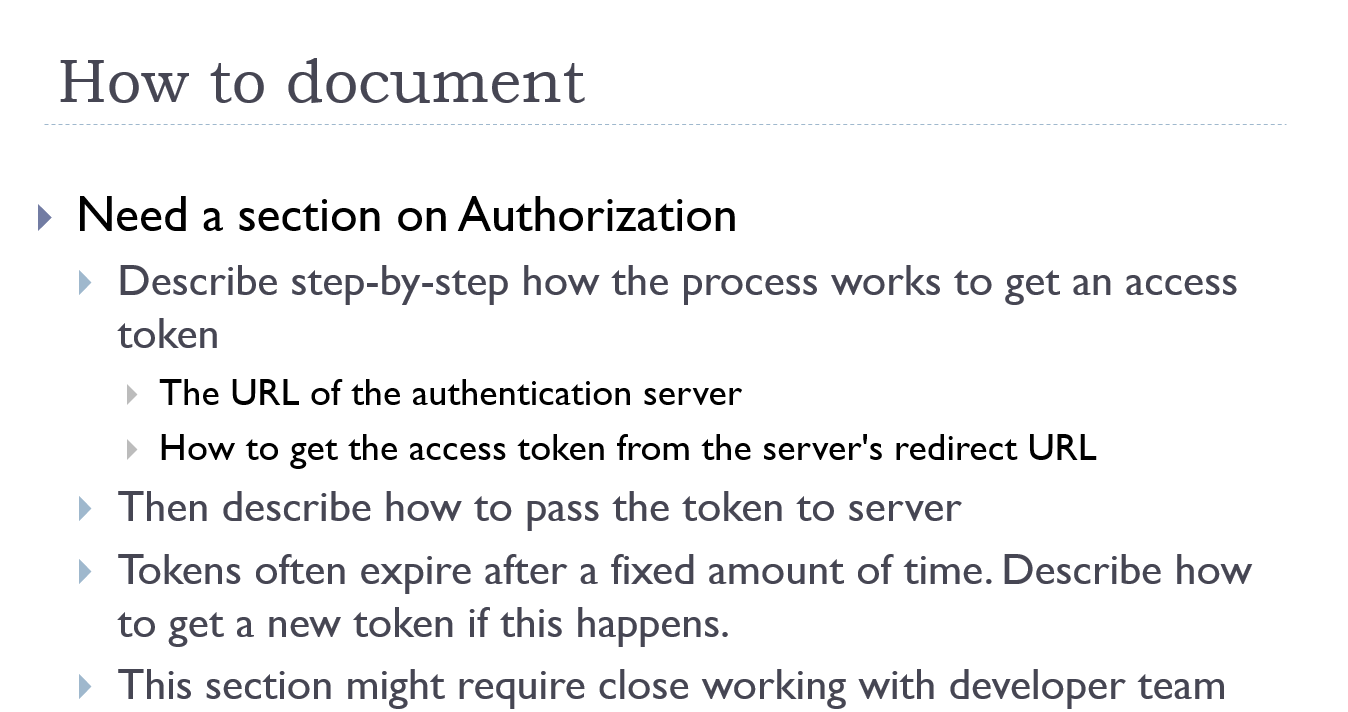 How to document
Need a section on Authorization
Describe step-by-step how the process works to get an access
token
The URL of the authentication server
How to get the access token from the server's redirect URL
Then describe how to pass the token to server
Tokens often expire after a fixed amount of time. Describe how
to get a new token if this happens.
This section might require close working with developer team